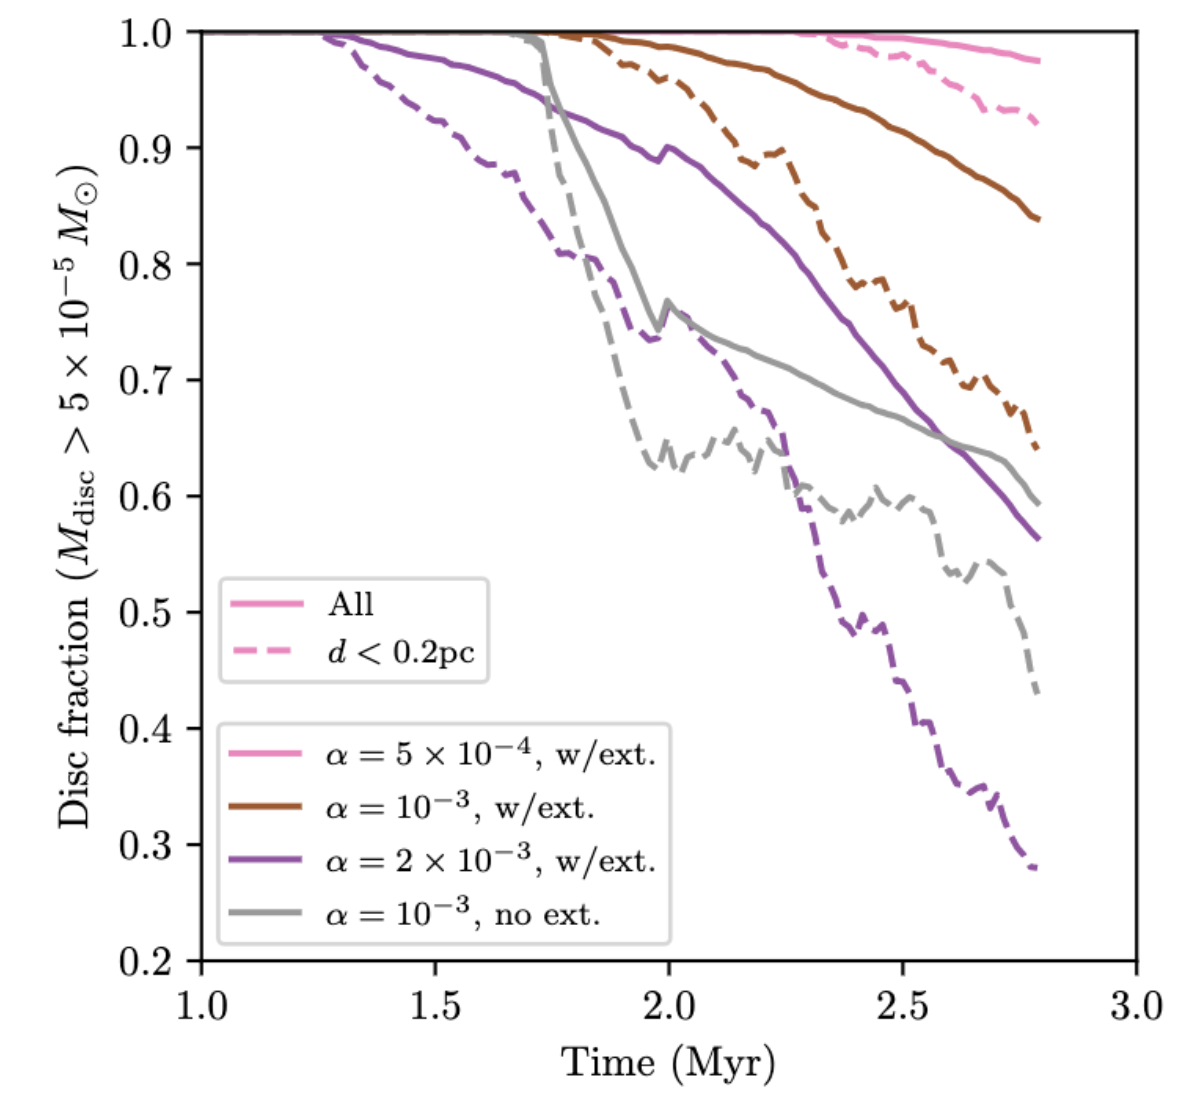 1.0
0.9
0.8
0.7
0.6
0.5
0.4
0.3
0.2
Disc fraction (M_disc > 5 × 10⁻⁵ M_⊙)
All
d < 0.2pc
α = 5 × 10⁻⁴, w/ext.
α = 10⁻³, w/ext.
α = 2 × 10⁻³, w/ext.
α = 10⁻³, no ext.
1.0 1.5 2.0 2.5 3.0
Time (Myr)